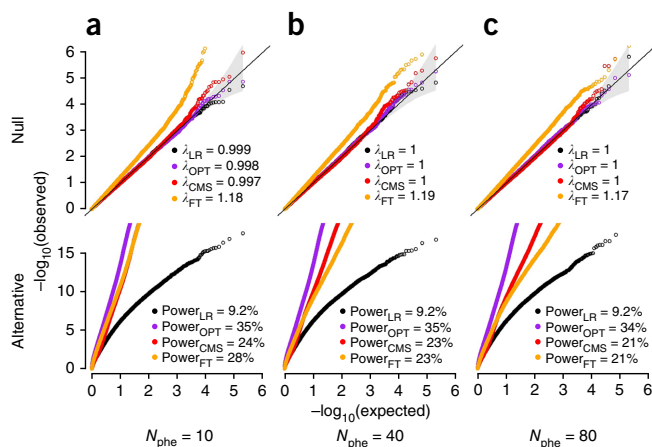 a b c
Null
Alternative
−log10(observed)
6
5
4
3
2
1
0
λLR = 0.999
λOPT = 0.998
λCMS = 0.997
λFT = 1.18
λLR = 1
λOPT = 1
λCMS = 1
λFT = 1.19
λLR = 1
λOPT = 1
λCMS = 1
λFT = 1.17
15
10
5
0
PowerLR = 9.2%
PowerOPT = 35%
PowerCMS = 24%
PowerFT = 28%
PowerLR = 9.2%
PowerOPT = 35%
PowerCMS = 23%
PowerFT = 23%
PowerLR = 9.2%
PowerOPT = 34%
PowerCMS = 21%
PowerFT = 21%
0 1 2 3 4 5 6 0 1 2 3 4 5 6 0 1 2 3 4 5 6
−log10(expected)
Nphe = 10 Nphe = 40 Nphe = 80